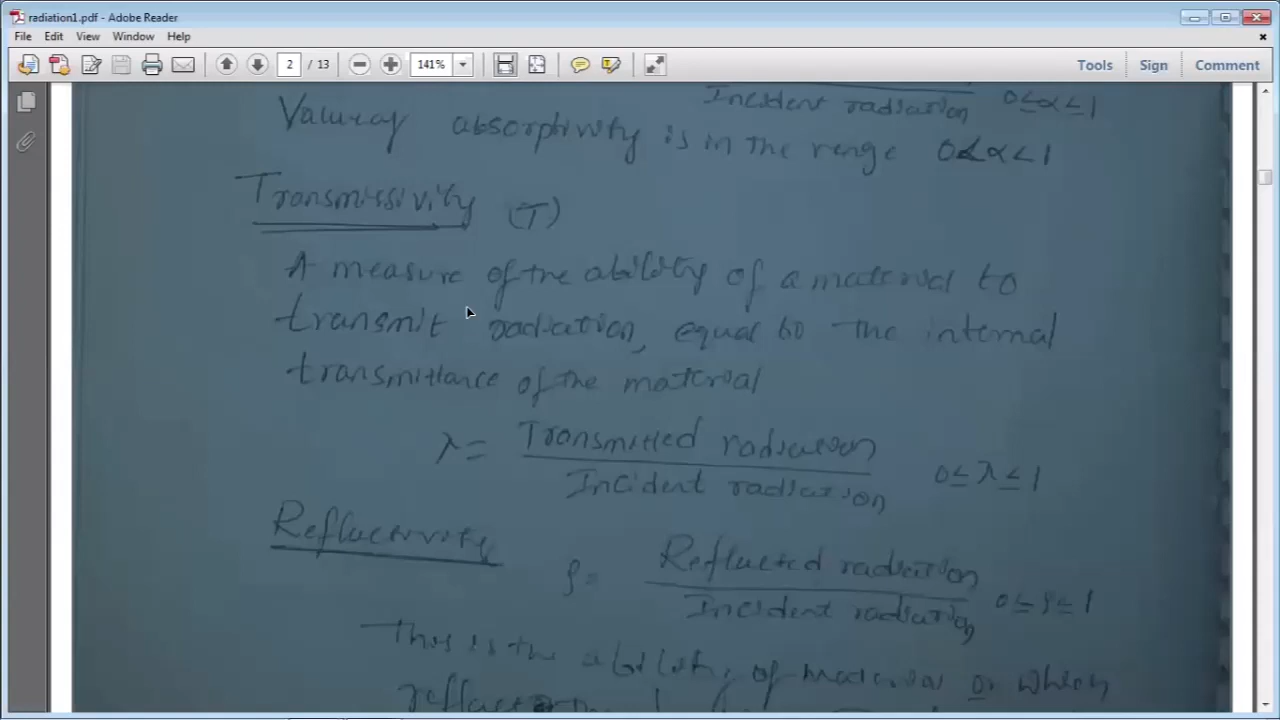 radiation1.pdf - Adobe Reader
File Edit View Window Help
2 / 13 141% Tools Sign Comment
Incident radiation 0≤α≤1
Value of absorptivity is in the range 0<α<1
Transmissivity (T)
A measure of the ability of a material to
transmit radiation, equal to the internal
transmittance of the material
λ = Transmitted radiation
Incident radiation 0≤λ≤1
Reflectivity
ρ = Reflected radiation
Incident radiation 0≤ρ≤1
This is the ability of material or which
reflect